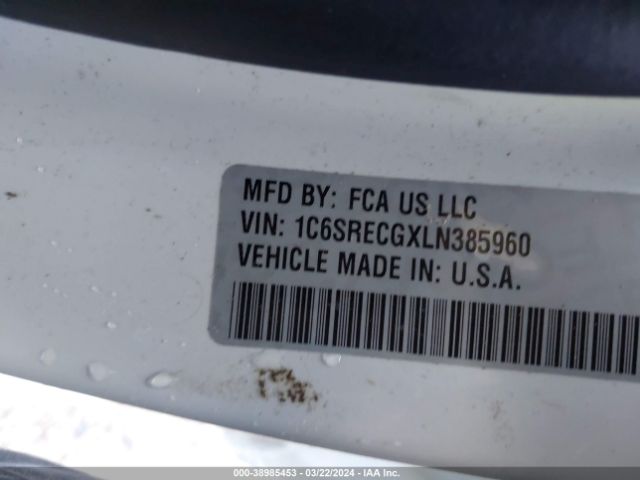 MFD BY: FCA US LLC
VIN: 1C6SRECGXLN385960
VEHICLE MADE IN: U.S.A.
000-38985453 - 03/22/2024 - IAA Inc.